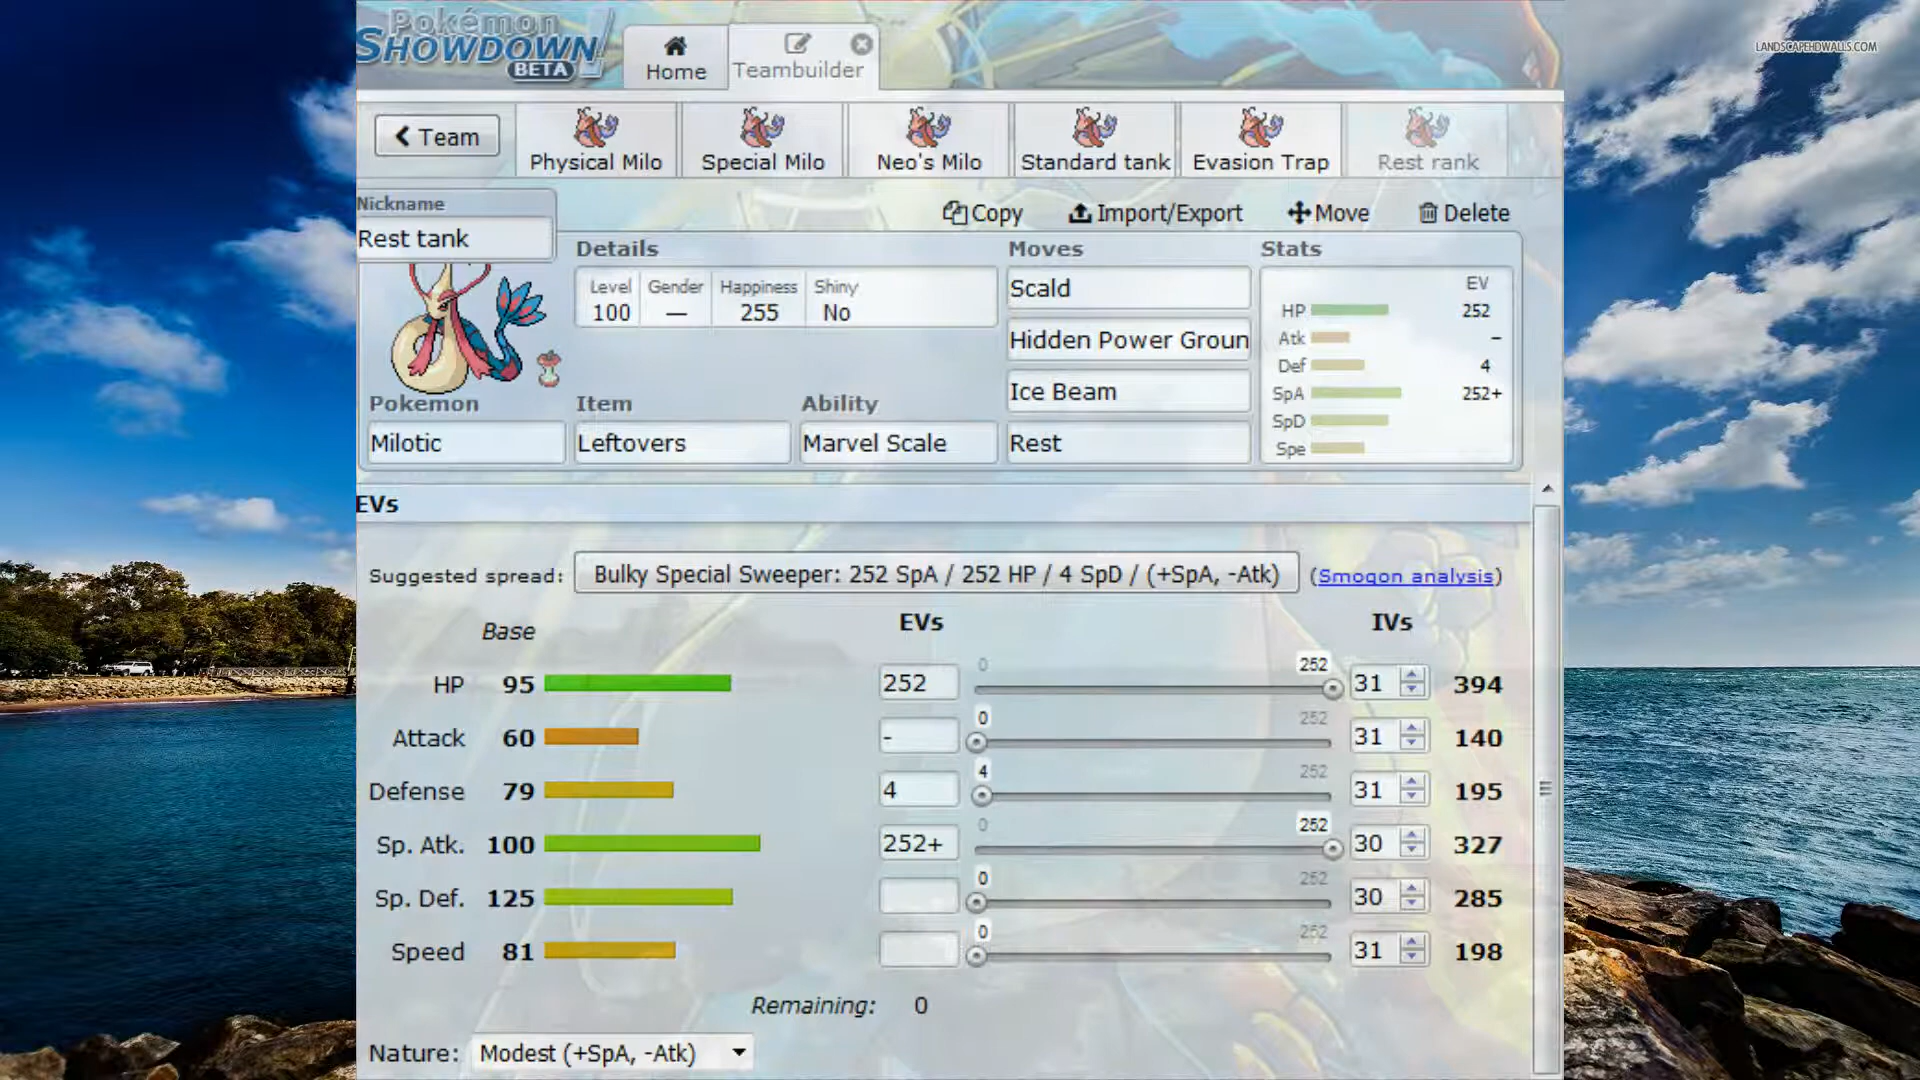 LANDSCAPEHDWALLS.COM
Pokémon
SHOWDOWN!
BETA
Home
Teambuilder
Team
Physical Milo
Special Milo
Neo's Milo
Standard tank
Evasion Trap
Rest rank
Nickname
Rest tank
Copy
Import/Export
Move
Delete
Details
Level Gender Happiness Shiny
100 — 255 No
Pokemon
Milotic
Item
Leftovers
Ability
Marvel Scale
Moves
Scald
Hidden Power Groun
Ice Beam
Rest
Stats
EV
HP 252
Atk –
Def 4
SpA 252+
SpD
Spe
EVs
Suggested spread: Bulky Special Sweeper: 252 SpA / 252 HP / 4 SpD / (+SpA, -Atk) (Smogon analysis)
Base EVs IVs
HP 95 252 0 252 31 394
Attack 60 - 0 252 31 140
Defense 79 4 4 252 31 195
Sp. Atk. 100 252+ 0 252 30 327
Sp. Def. 125 0 252 30 285
Speed 81 0 252 31 198
Remaining: 0
Nature: Modest (+SpA, -Atk)